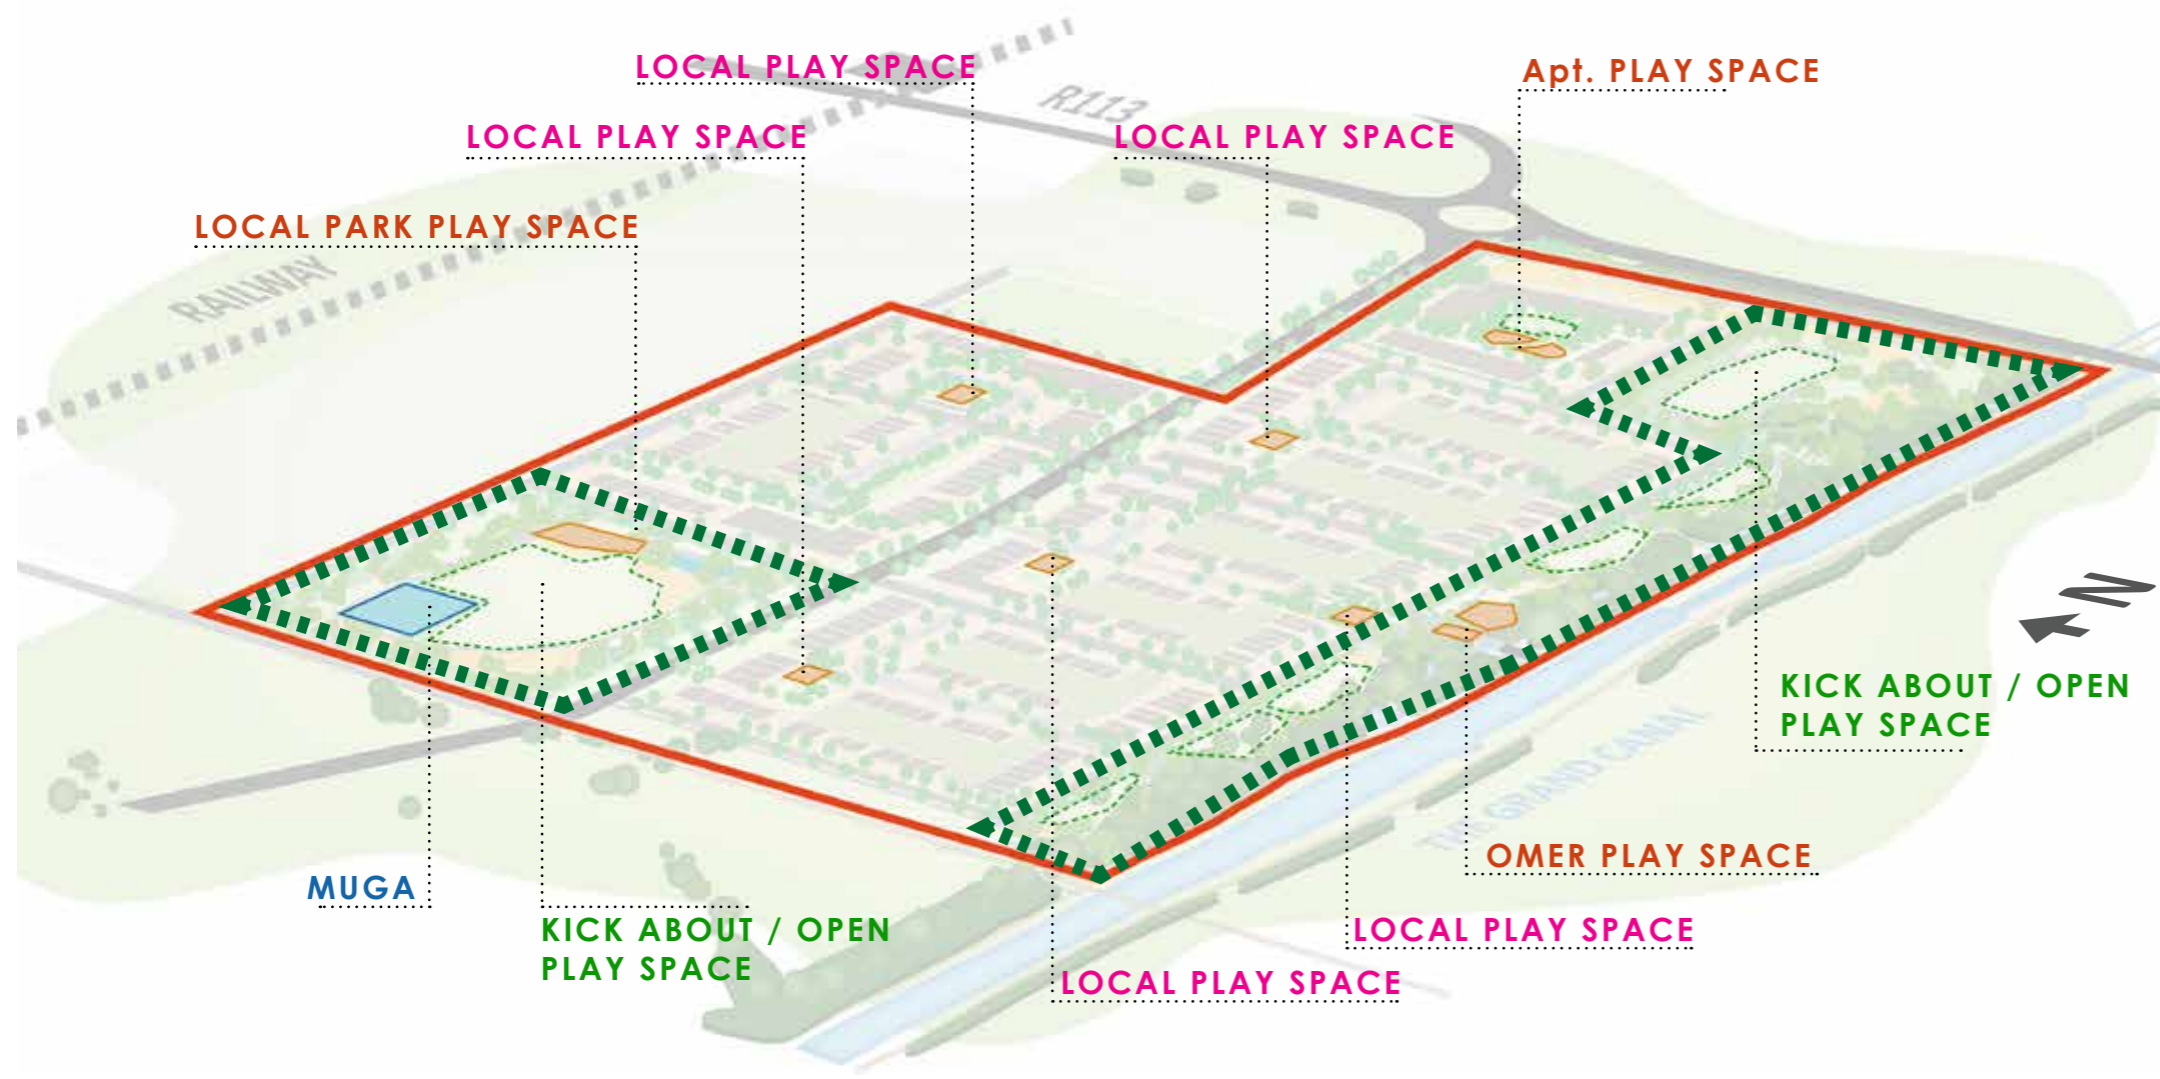 LOCAL PLAY SPACE
Apt. PLAY SPACE
R113
LOCAL PLAY SPACE
LOCAL PLAY SPACE
LOCAL PARK PLAY SPACE
RAILWAY
N
KICK ABOUT / OPEN
PLAY SPACE
THE GRAND CANAL
OMER PLAY SPACE
MUGA
KICK ABOUT / OPEN
PLAY SPACE
LOCAL PLAY SPACE
LOCAL PLAY SPACE